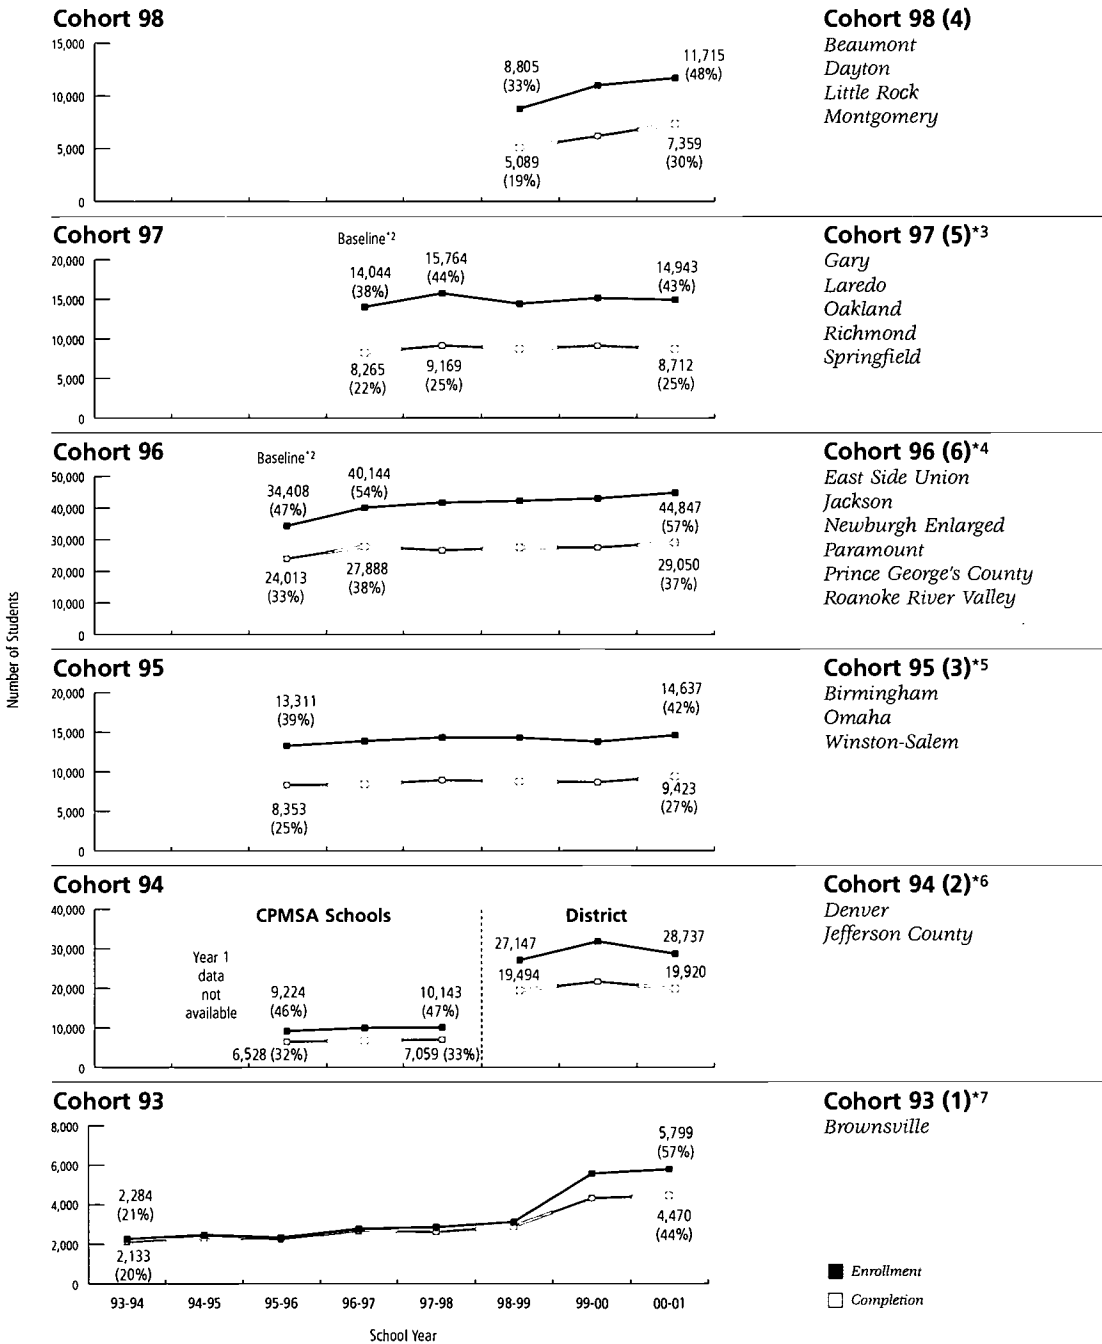 Cohort 98
15,000
10,000
5,000
0
8,805
(33%)
11,715
(48%)
5,089
(19%)
7,359
(30%)
Cohort 98 (4)
Beaumont
Dayton
Little Rock
Montgomery
Cohort 97
Baseline*2
20,000
15,000
10,000
5,000
0
14,044
(38%)
15,764
(44%)
14,943
(43%)
8,265
(22%)
9,169
(25%)
8,712
(25%)
Cohort 97 (5)*3
Gary
Laredo
Oakland
Richmond
Springfield
Cohort 96
Baseline*2
50,000
40,000
30,000
20,000
10,000
0
34,408
(47%)
40,144
(54%)
44,847
(57%)
24,013
(33%)
27,888
(38%)
29,050
(37%)
Cohort 96 (6)*4
East Side Union
Jackson
Newburgh Enlarged
Paramount
Prince George's County
Roanoke River Valley
Number of Students
Cohort 95
20,000
15,000
10,000
5,000
0
13,311
(39%)
14,637
(42%)
8,353
(25%)
9,423
(27%)
Cohort 95 (3)*5
Birmingham
Omaha
Winston-Salem
Cohort 94
40,000
30,000
20,000
10,000
0
CPMSA Schools
District
Year 1
data
not
available
9,224
(46%)
10,143
(47%)
6,528 (32%)
7,059 (33%)
27,147
28,737
19,494
19,920
Cohort 94 (2)*6
Denver
Jefferson County
Cohort 93
8,000
6,000
4,000
2,000
0
2,284
(21%)
2,133
(20%)
5,799
(57%)
4,470
(44%)
Cohort 93 (1)*7
Brownsville
Enrollment
Completion
93-94 94-95 95-96 96-97 97-98 98-99 99-00 00-01
School Year